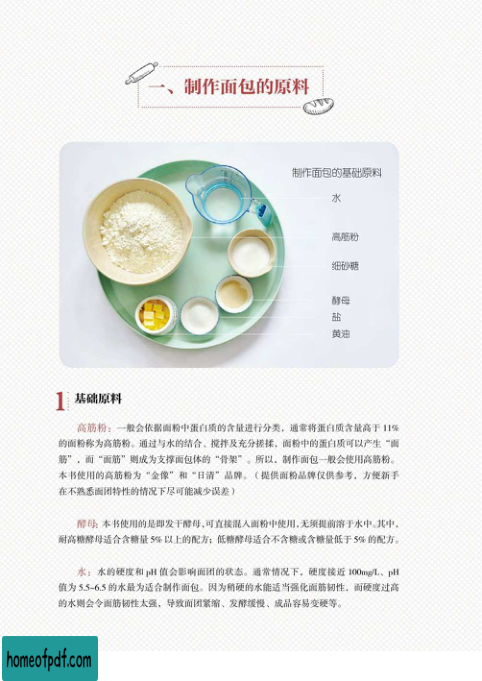 一、制作面包的原料
制作面包的基础原料
水
高筋粉
细砂糖
酵母
盐
黄油
1 基础原料
高筋粉：一般会依据面粉中蛋白质的含量进行分类，通常将蛋白质含量高于 11%
的面粉称为高筋粉。通过与水的结合、搅拌及充分搓揉，面粉中的蛋白质可以产生“面
筋”，而“面筋”则成为支撑面包体的“骨架”。所以，制作面包一般会使用高筋粉。
本书使用的高筋粉为“金像”和“日清”品牌。（提供面粉品牌仅供参考，方便新手
在不熟悉面团特性的情况下尽可能减少误差）
酵母：本书使用的是即发干酵母，可直接混入面粉中使用，无须提前溶于水中。其中，
耐高糖酵母适合含糖量 5% 以上的配方；低糖酵母适合不含糖或含糖量低于 5% 的配方。
水：水的硬度和 pH 值会影响面团的状态。通常情况下，硬度接近 100mg/L、pH
值为 5.5~6.5 的水最为适合制作面包。因为稍硬的水能适当强化面筋韧性，而硬度过高
的水则会令面筋韧性太强，导致面团紧缩、发酵缓慢、成品容易变硬等。
homeofpdf.com